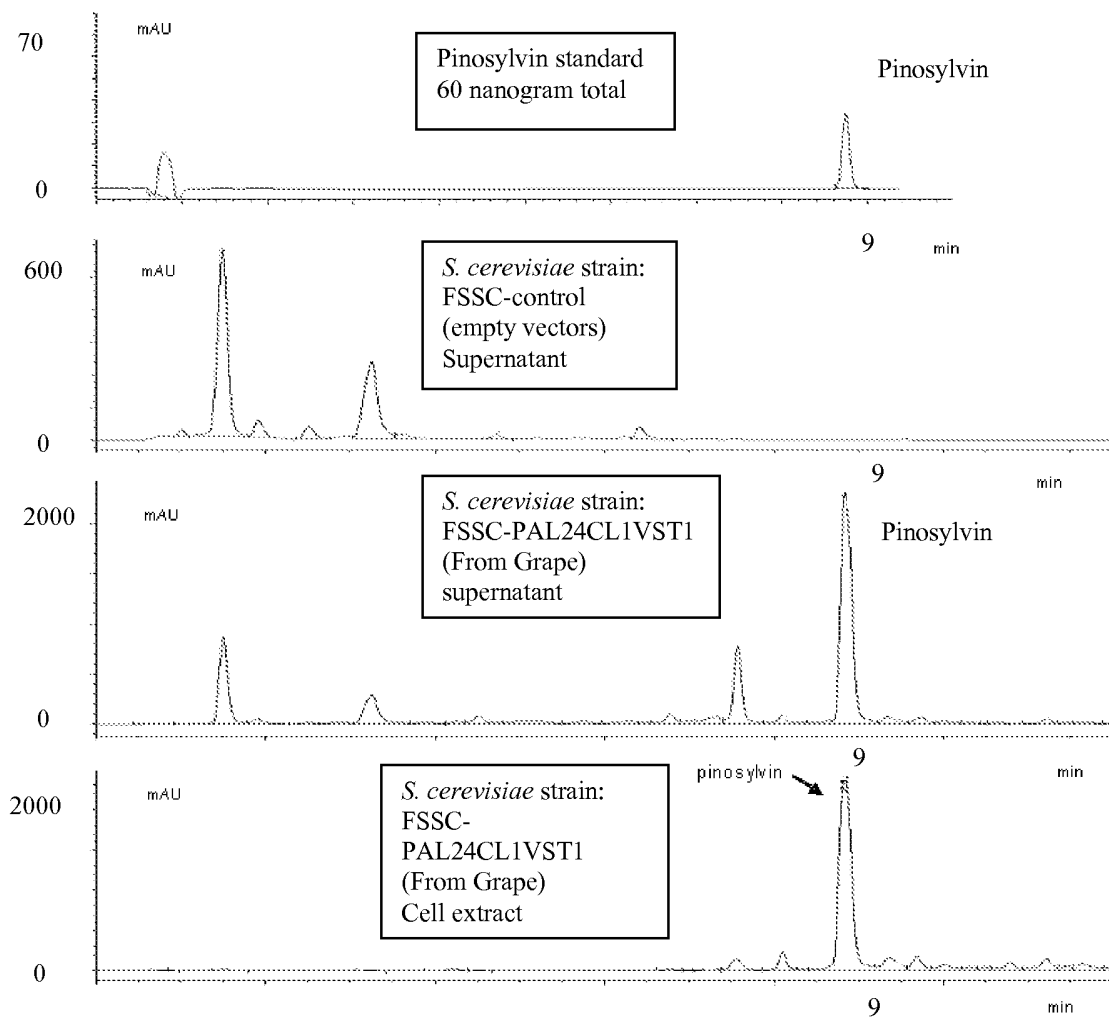 70
mAU
Pinosylvin standard
60 nanogram total
Pinosylvin
0
9
min
600
mAU
S. cerevisiae strain:
FSSC-control
(empty vectors)
Supernatant
0
9
min
2000
mAU
S. cerevisiae strain:
FSSC-PAL24CL1VST1
(From Grape)
supernatant
Pinosylvin
0
9
min
2000
mAU
S. cerevisiae strain:
FSSC-
PAL24CL1VST1
(From Grape)
Cell extract
pinosylvin
0
9
min